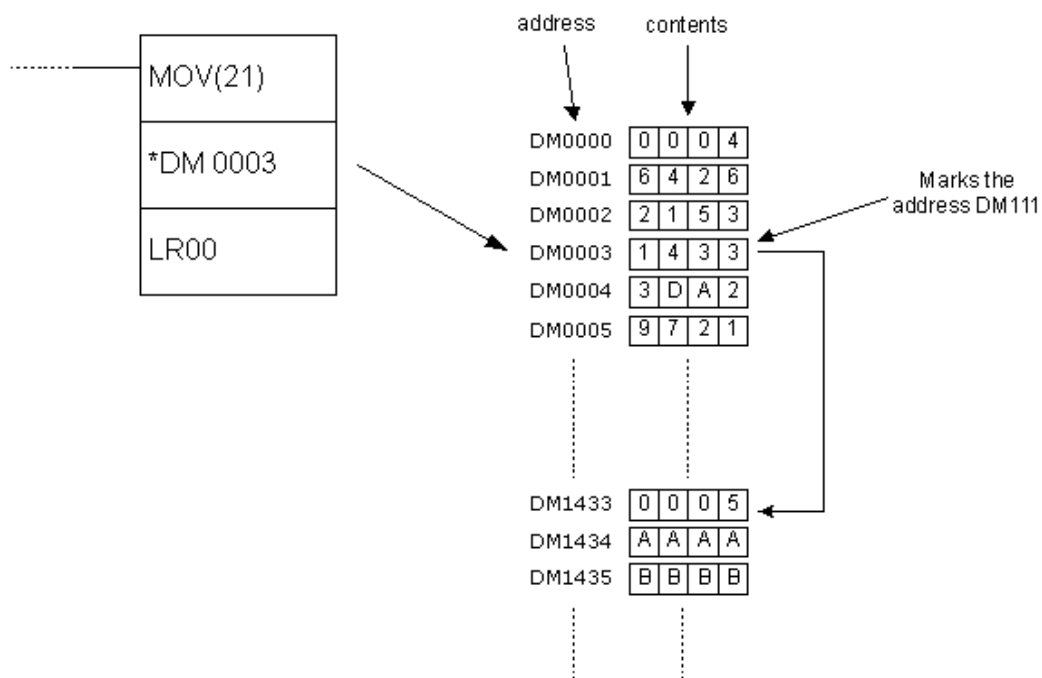 address contents
MOV(21)
*DM 0003
LR00
DM0000 0 0 0 4
DM0001 6 4 2 6
DM0002 2 1 5 3
DM0003 1 4 3 3
DM0004 3 D A 2
DM0005 9 7 2 1
Marks the
address DM111
DM1433 0 0 0 5
DM1434 A A A A
DM1435 B B B B